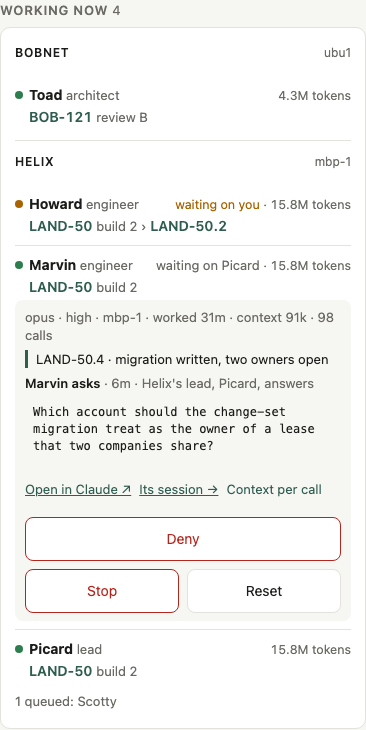 WORKING NOW 4
BOBNET ubu1
Toad architect 4.3M tokens
BOB-121 review B
HELIX mbp-1
Howard engineer waiting on you · 15.8M tokens
LAND-50 build 2 › LAND-50.2
Marvin engineer waiting on Picard · 15.8M tokens
LAND-50 build 2
opus · high · mbp-1 · worked 31m · context 91k · 98
calls
LAND-50.4 · migration written, two owners open
Marvin asks · 6m · Helix's lead, Picard, answers
Which account should the change-set
migration treat as the owner of a lease
that two companies share?
Open in Claude ↗ Its session → Context per call
Deny
Stop Reset
Picard lead 15.8M tokens
LAND-50 build 2
1 queued: Scotty